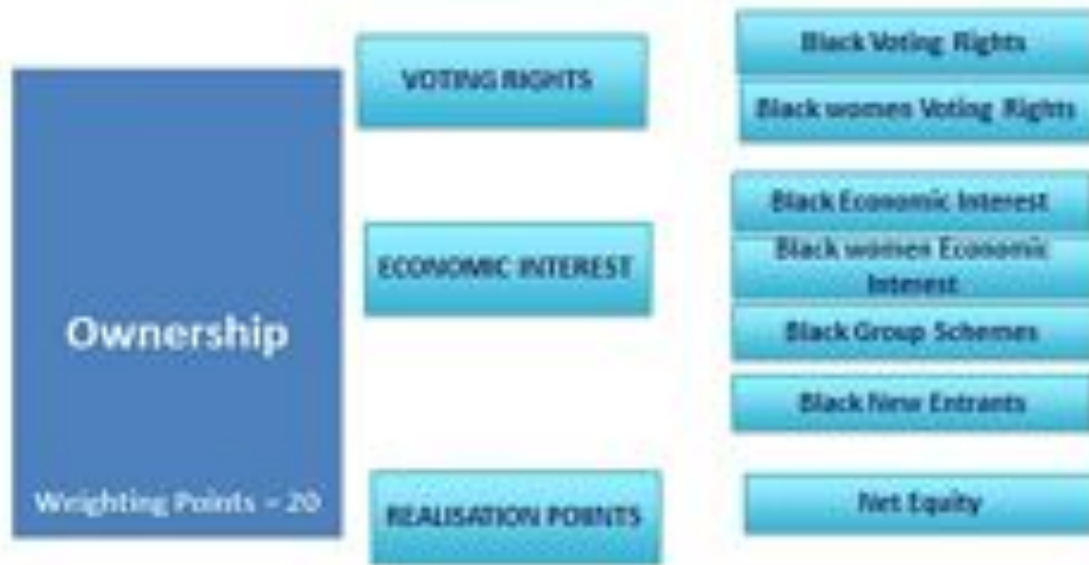 Ownership
Weighting Points – 20
VOTING RIGHTS
Black Voting Rights
Black women Voting Rights
ECONOMIC INTEREST
Black Economic Interest
Black women Economic
Interest
Black Group Schemes
Black New Entrants
REALISATION POINTS
Net Equity